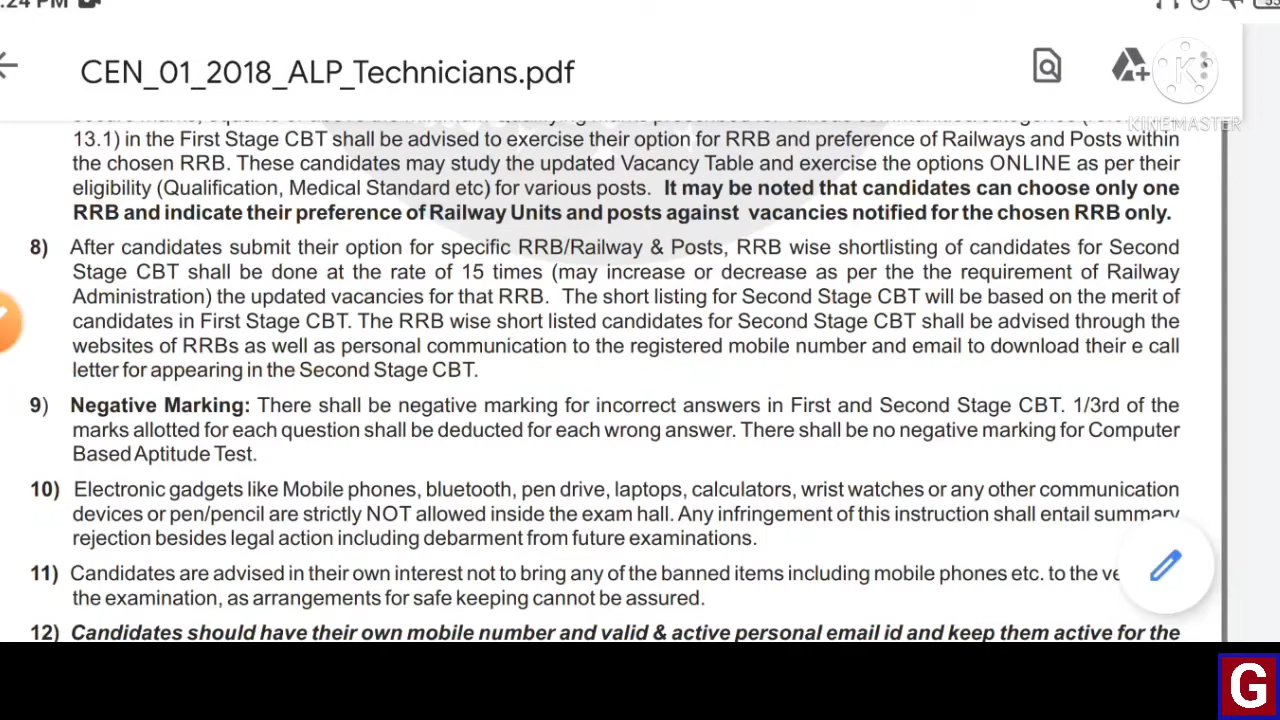 :24 PM
CEN_01_2018_ALP_Technicians.pdf
K
KINEMASTER
13.1) in the First Stage CBT shall be advised to exercise their option for RRB and preference of Railways and Posts within
the chosen RRB. These candidates may study the updated Vacancy Table and exercise the options ONLINE as per their
eligibility (Qualification, Medical Standard etc) for various posts. It may be noted that candidates can choose only one
RRB and indicate their preference of Railway Units and posts against vacancies notified for the chosen RRB only.
8) After candidates submit their option for specific RRB/Railway & Posts, RRB wise shortlisting of candidates for Second
Stage CBT shall be done at the rate of 15 times (may increase or decrease as per the the requirement of Railway
Administration) the updated vacancies for that RRB. The short listing for Second Stage CBT will be based on the merit of
candidates in First Stage CBT. The RRB wise short listed candidates for Second Stage CBT shall be advised through the
websites of RRBs as well as personal communication to the registered mobile number and email to download their e call
letter for appearing in the Second Stage CBT.
9) Negative Marking: There shall be negative marking for incorrect answers in First and Second Stage CBT. 1/3rd of the
marks allotted for each question shall be deducted for each wrong answer. There shall be no negative marking for Computer
Based Aptitude Test.
10) Electronic gadgets like Mobile phones, bluetooth, pen drive, laptops, calculators, wrist watches or any other communication
devices or pen/pencil are strictly NOT allowed inside the exam hall. Any infringement of this instruction shall entail summary
rejection besides legal action including debarment from future examinations.
11) Candidates are advised in their own interest not to bring any of the banned items including mobile phones etc. to the ve
the examination, as arrangements for safe keeping cannot be assured.
12) Candidates should have their own mobile number and valid & active personal email id and keep them active for the
G